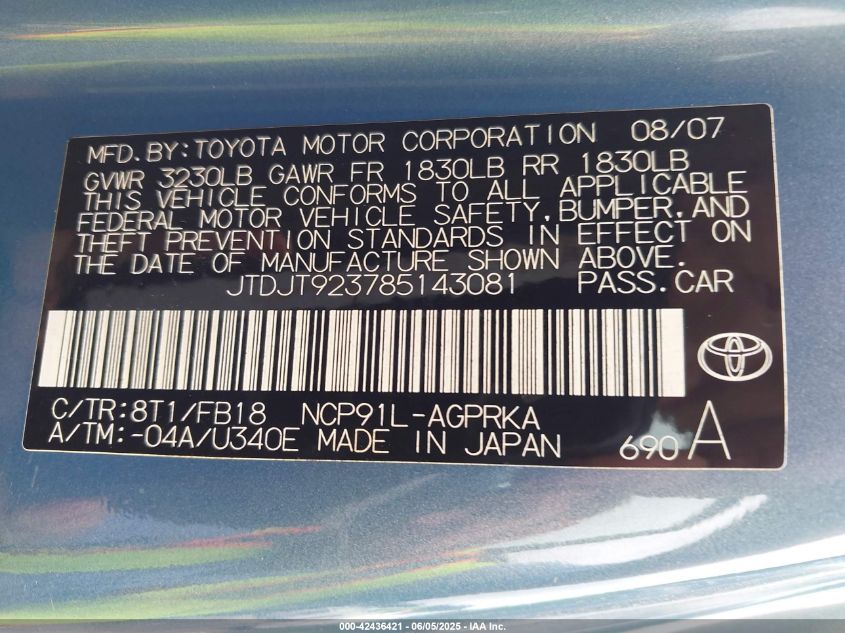 MFD.BY:TOYOTA MOTOR CORPORATION 08/07
GVWR 3230LB GAWR FR 1830LB RR 1830LB
THIS VEHICLE CONFORMS TO ALL APPLICABLE
FEDERAL MOTOR VEHICLE SAFETY,BUMPER,AND
THEFT PREVENTION STANDARDS IN EFFECT ON
THE DATE OF MANUFACTURE SHOWN ABOVE.
JTDJT923785143081 PASS.CAR
C/TR:8T1/FB18 NCP91L-AGPRKA
A/TM:-04A/U340E MADE IN JAPAN 690 A
000-42436421 - 06/05/2025 - IAA Inc.